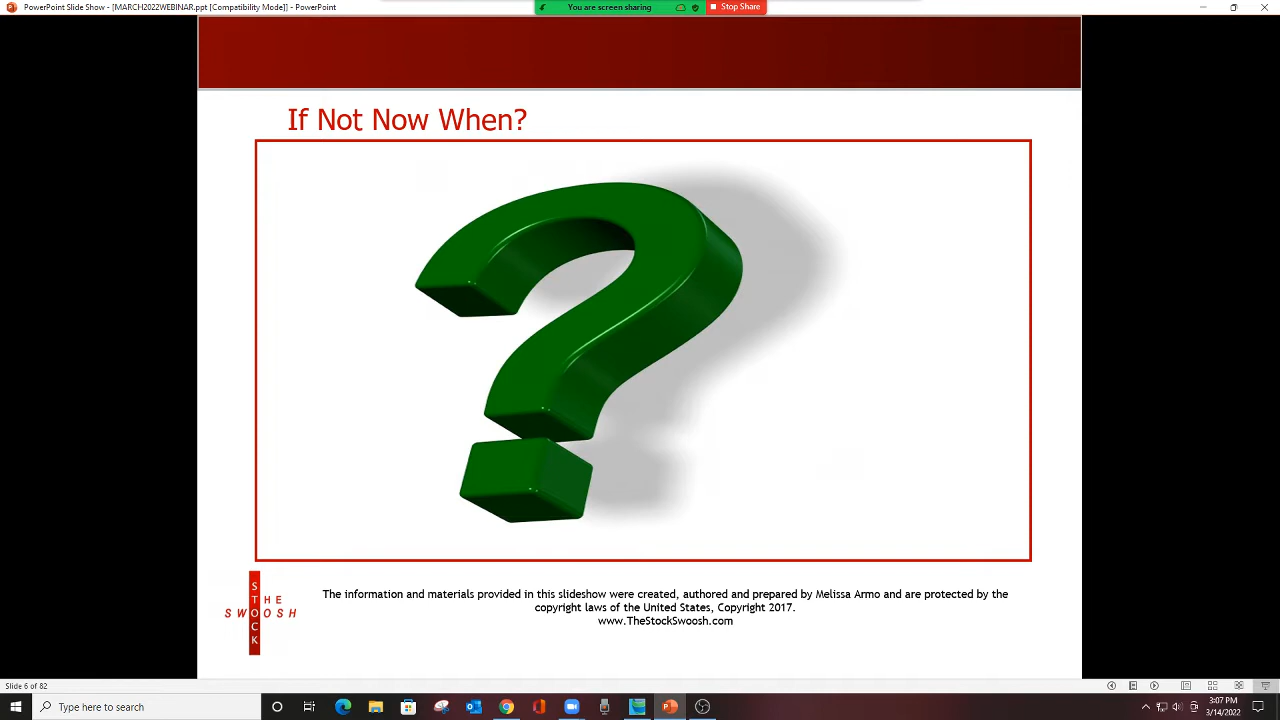 PowerPoint Slide Show - [MARCH2022WEBINAR.ppt [Compatibility Mode]] - PowerPoint
You are screen sharing
Stop Share
If Not Now When?
THE
STOCK
SWOOSH
The information and materials provided in this slideshow were created, authored and prepared by Melissa Armo and are protected by the
copyright laws of the United States, Copyright 2017.
www.TheStockSwoosh.com
Slide 6 of 82
Type here to search
3:07 PM
3/14/2022